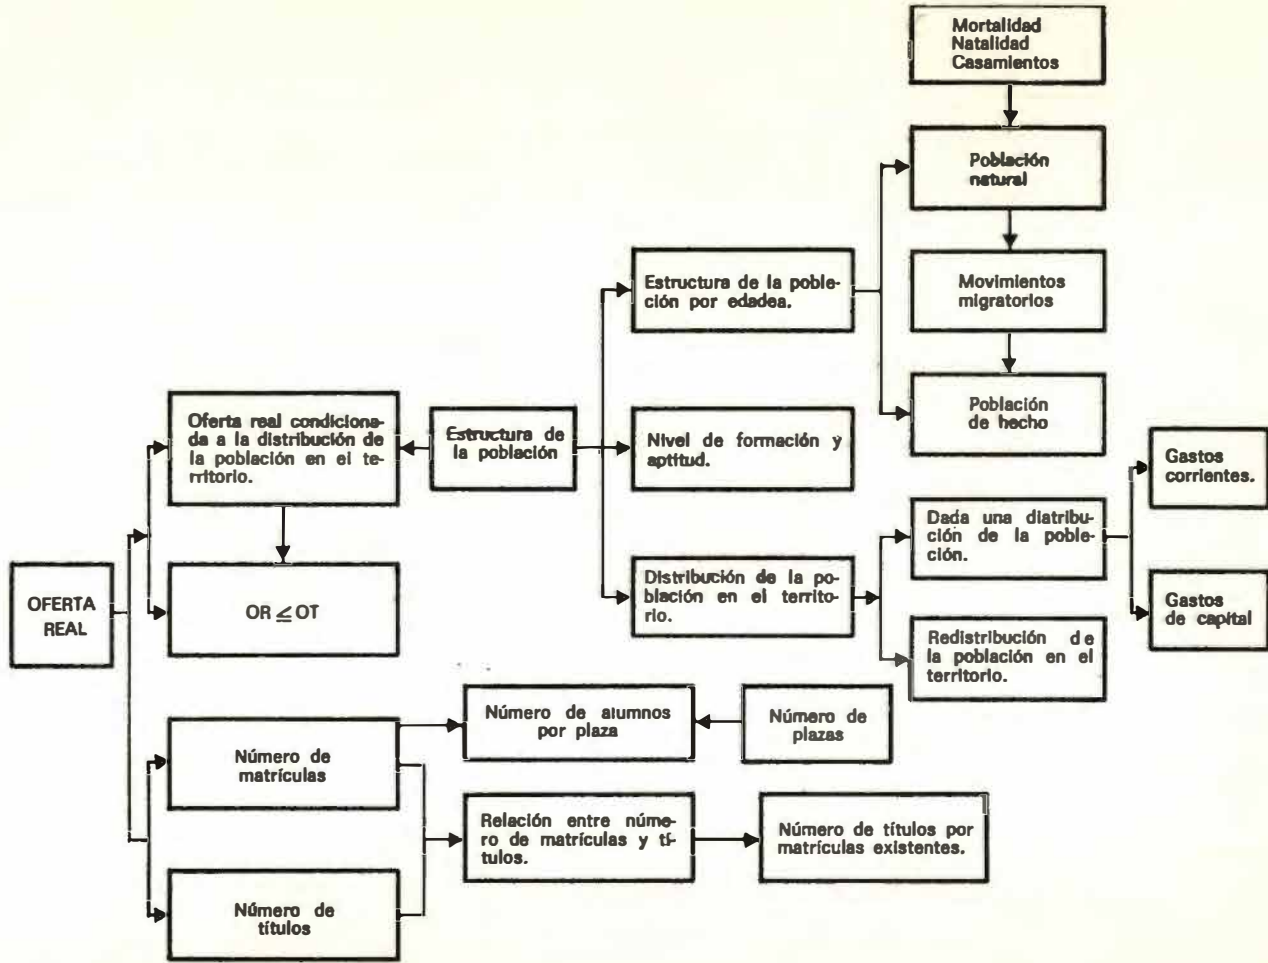 Mortalidad
Natalidad
Casamientos
Población
natural
Estructura de la poble-
ción por edadea.
Movimientos
migratorios
Población
de hecho
Oferta real condicione-
da a la distribución de
la población en el te-
rritorio.
Estructura de
la población
Nivel de formación y
aptitud.
Gastos
corrientes.
Dada una diatribu-
ción de la poble-
ción.
OFERTA
REAL
OR ≤ OT
Distribución de la po-
blación en el territo-
rio.
Gastos
de capital
Redistribución de
la población en el
territorio.
Número de
matrículas
Número de alumnos
por plaza
Número de
plazas
Relación entre núme-
ro de matrículas y tí-
tulos.
Número de títulos por
matrículas existentes.
Número de
títulos